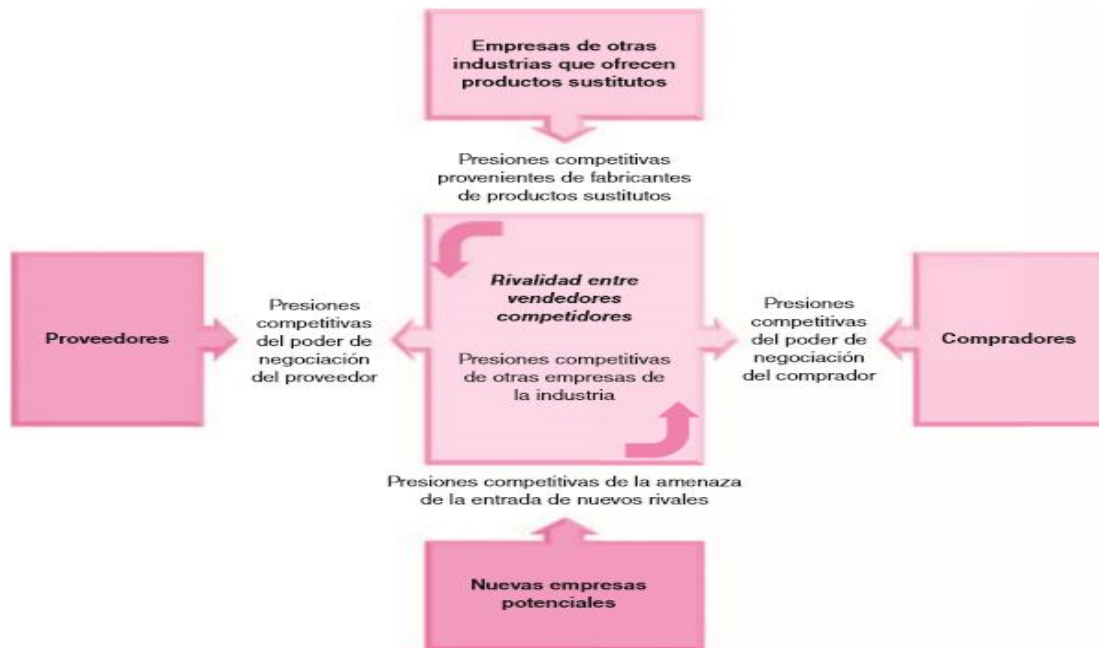 Empresas de otras
industrias que ofrecen
productos sustitutos
Presiones competitivas
provenientes de fabricantes
de productos sustitutos
Proveedores
Presiones
competitivas
del poder de
negociación
del proveedor
Rivalidad entre
vendedores
competidores
Presiones competitivas
de otras empresas de
la industria
Presiones
competitivas
del poder de
negociación
del comprador
Compradores
Presiones competitivas de la amenaza
de la entrada de nuevos rivales
Nuevas empresas
potenciales